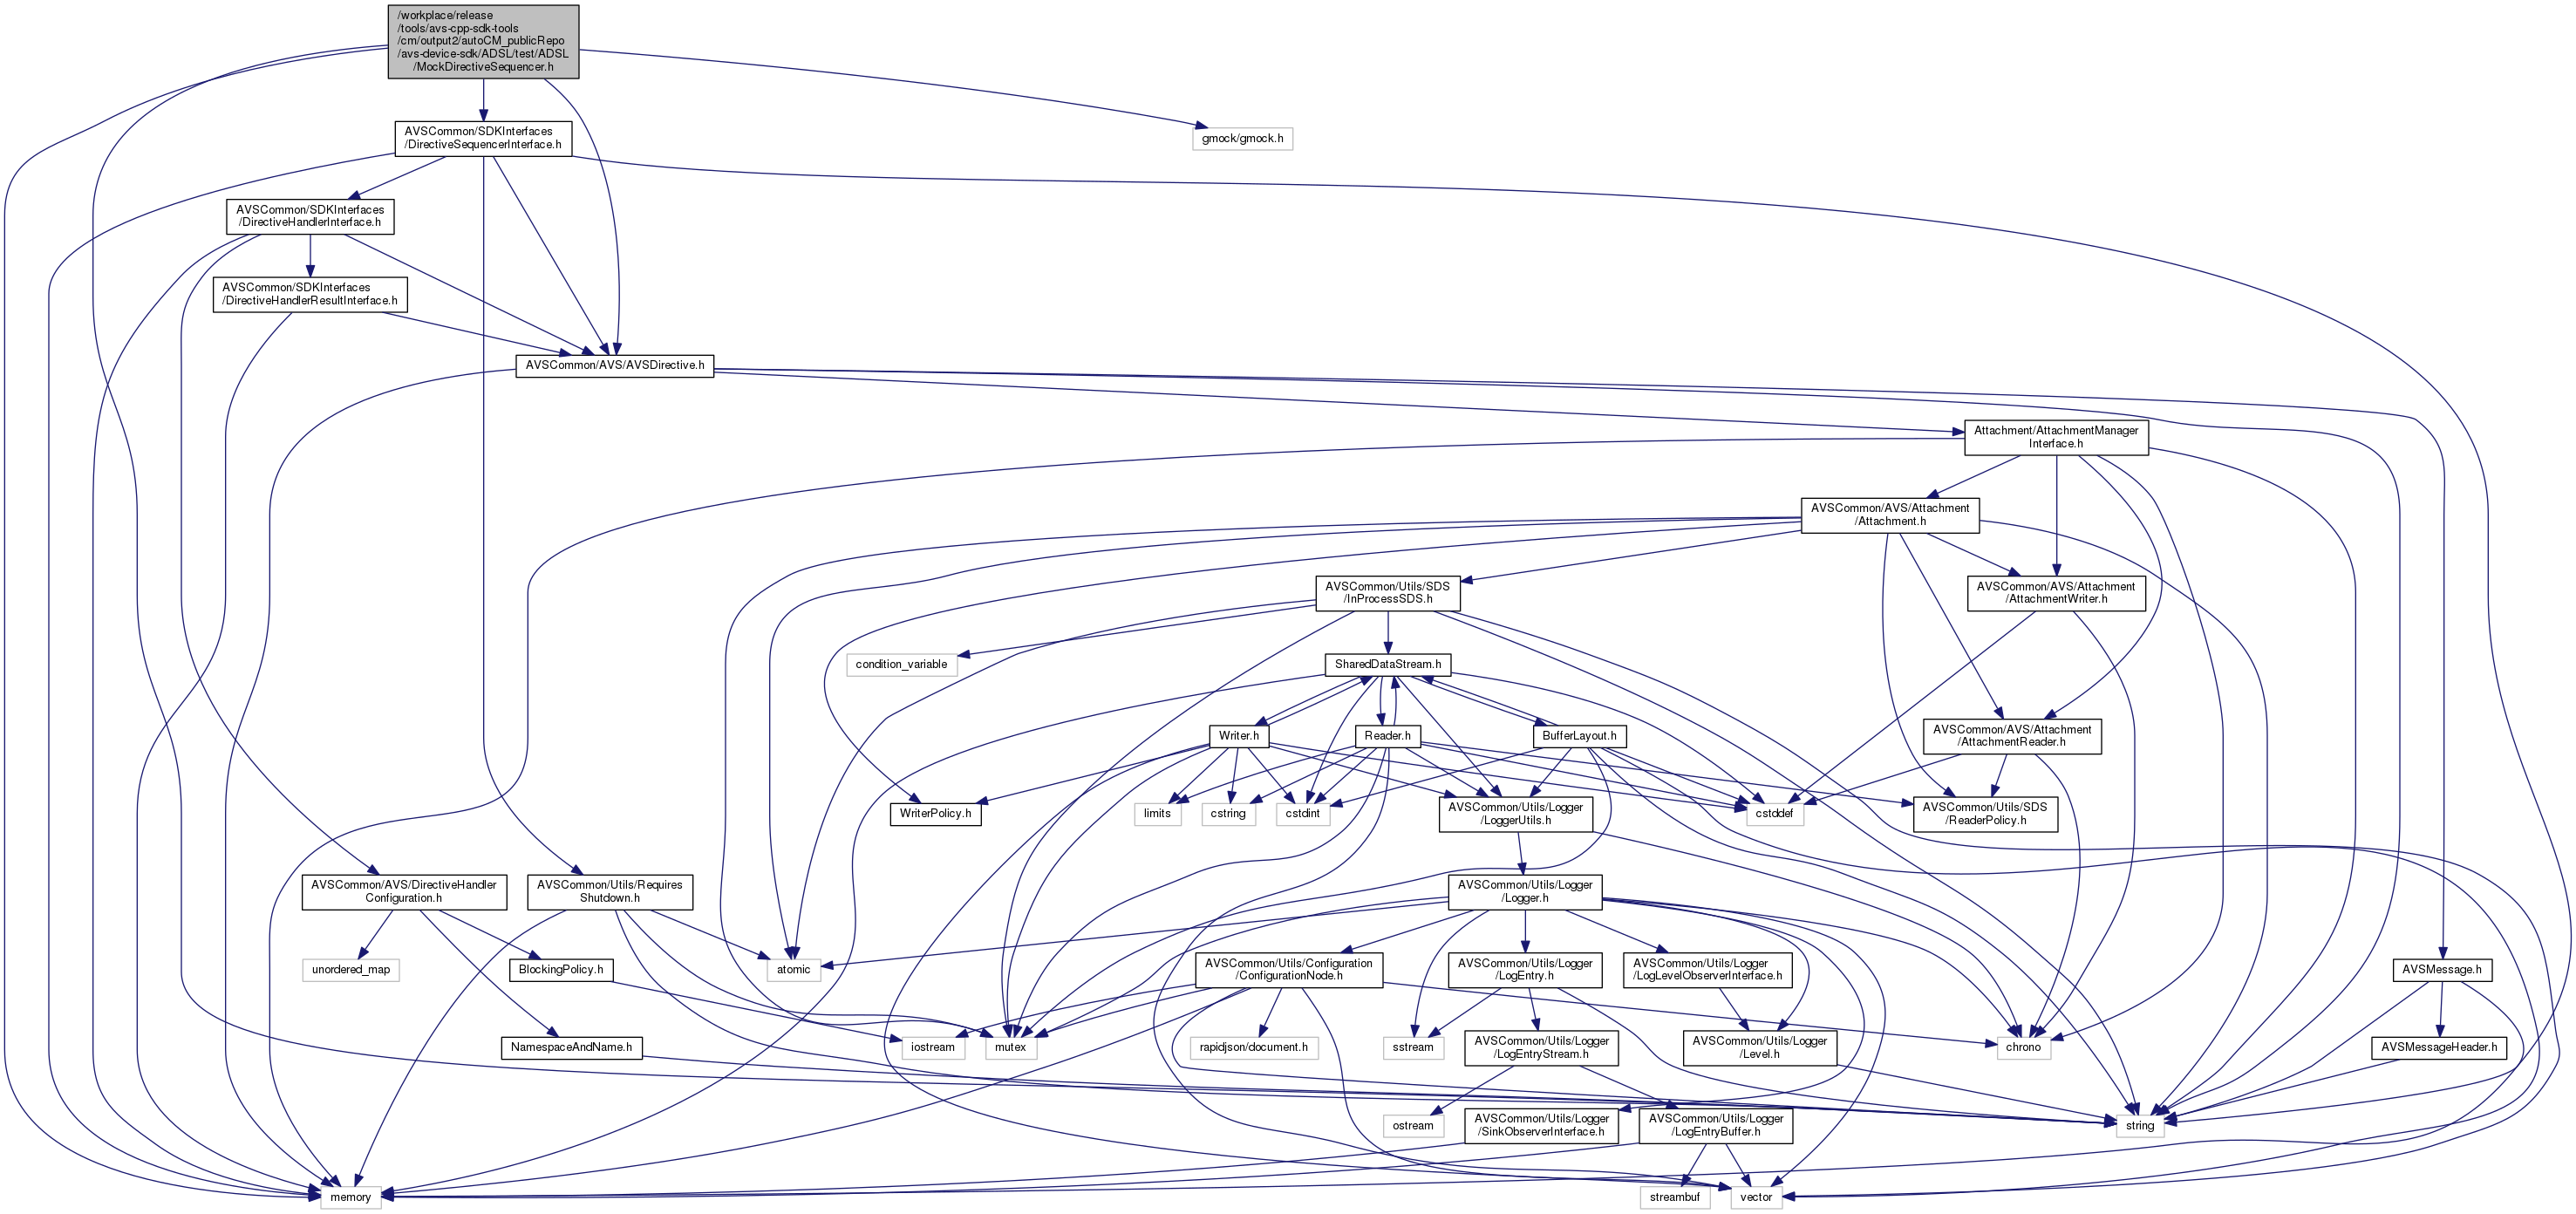 /workplace/release
/tools/avs-cpp-sdk-tools
/cm/output2/autoCM_publicRepo
/avs-device-sdk/ADSL/test/ADSL
/MockDirectiveSequencer.h
AVSCommon/SDKInterfaces
/DirectiveSequencerInterface.h
gmock/gmock.h
AVSCommon/SDKInterfaces
/DirectiveHandlerInterface.h
AVSCommon/SDKInterfaces
/DirectiveHandlerResultInterface.h
AVSCommon/AVS/AVSDirective.h
Attachment/AttachmentManager
Interface.h
AVSCommon/AVS/Attachment
/Attachment.h
AVSCommon/Utils/SDS
/InProcessSDS.h
AVSCommon/AVS/Attachment
/AttachmentWriter.h
condition_variable
SharedDataStream.h
Writer.h
Reader.h
BufferLayout.h
AVSCommon/AVS/Attachment
/AttachmentReader.h
WriterPolicy.h
limits
cstring
cstdint
AVSCommon/Utils/Logger
/LoggerUtils.h
cstddef
AVSCommon/Utils/SDS
/ReaderPolicy.h
AVSCommon/AVS/DirectiveHandler
Configuration.h
AVSCommon/Utils/Requires
Shutdown.h
AVSCommon/Utils/Logger
/Logger.h
unordered_map
BlockingPolicy.h
atomic
AVSCommon/Utils/Configuration
/ConfigurationNode.h
AVSCommon/Utils/Logger
/LogEntry.h
AVSCommon/Utils/Logger
/LogLevelObserverInterface.h
AVSMessage.h
NamespaceAndName.h
iostream
mutex
rapidjson/document.h
sstream
AVSCommon/Utils/Logger
/LogEntryStream.h
AVSCommon/Utils/Logger
/Level.h
chrono
AVSMessageHeader.h
ostream
AVSCommon/Utils/Logger
/SinkObserverInterface.h
AVSCommon/Utils/Logger
/LogEntryBuffer.h
string
memory
streambuf
vector